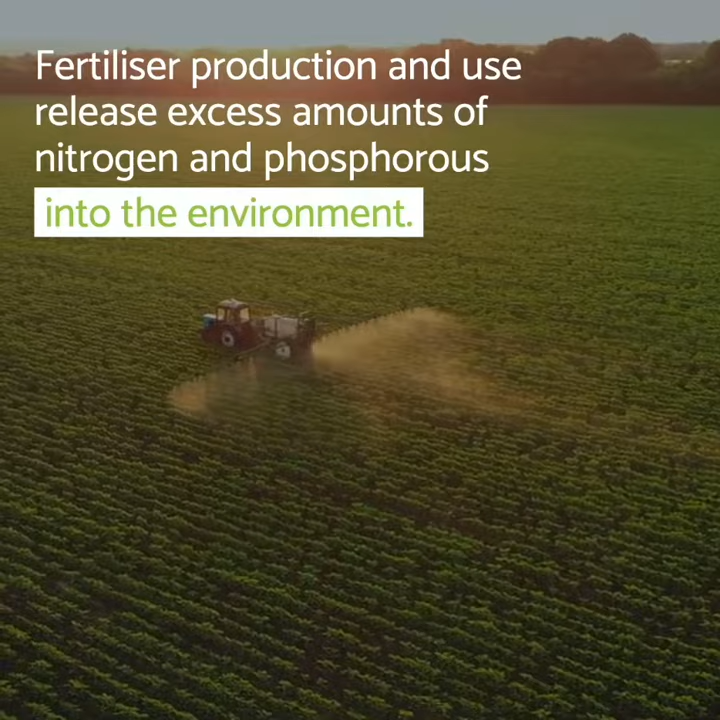 Fertiliser production and use
release excess amounts of
nitrogen and phosphorous
into the environment.